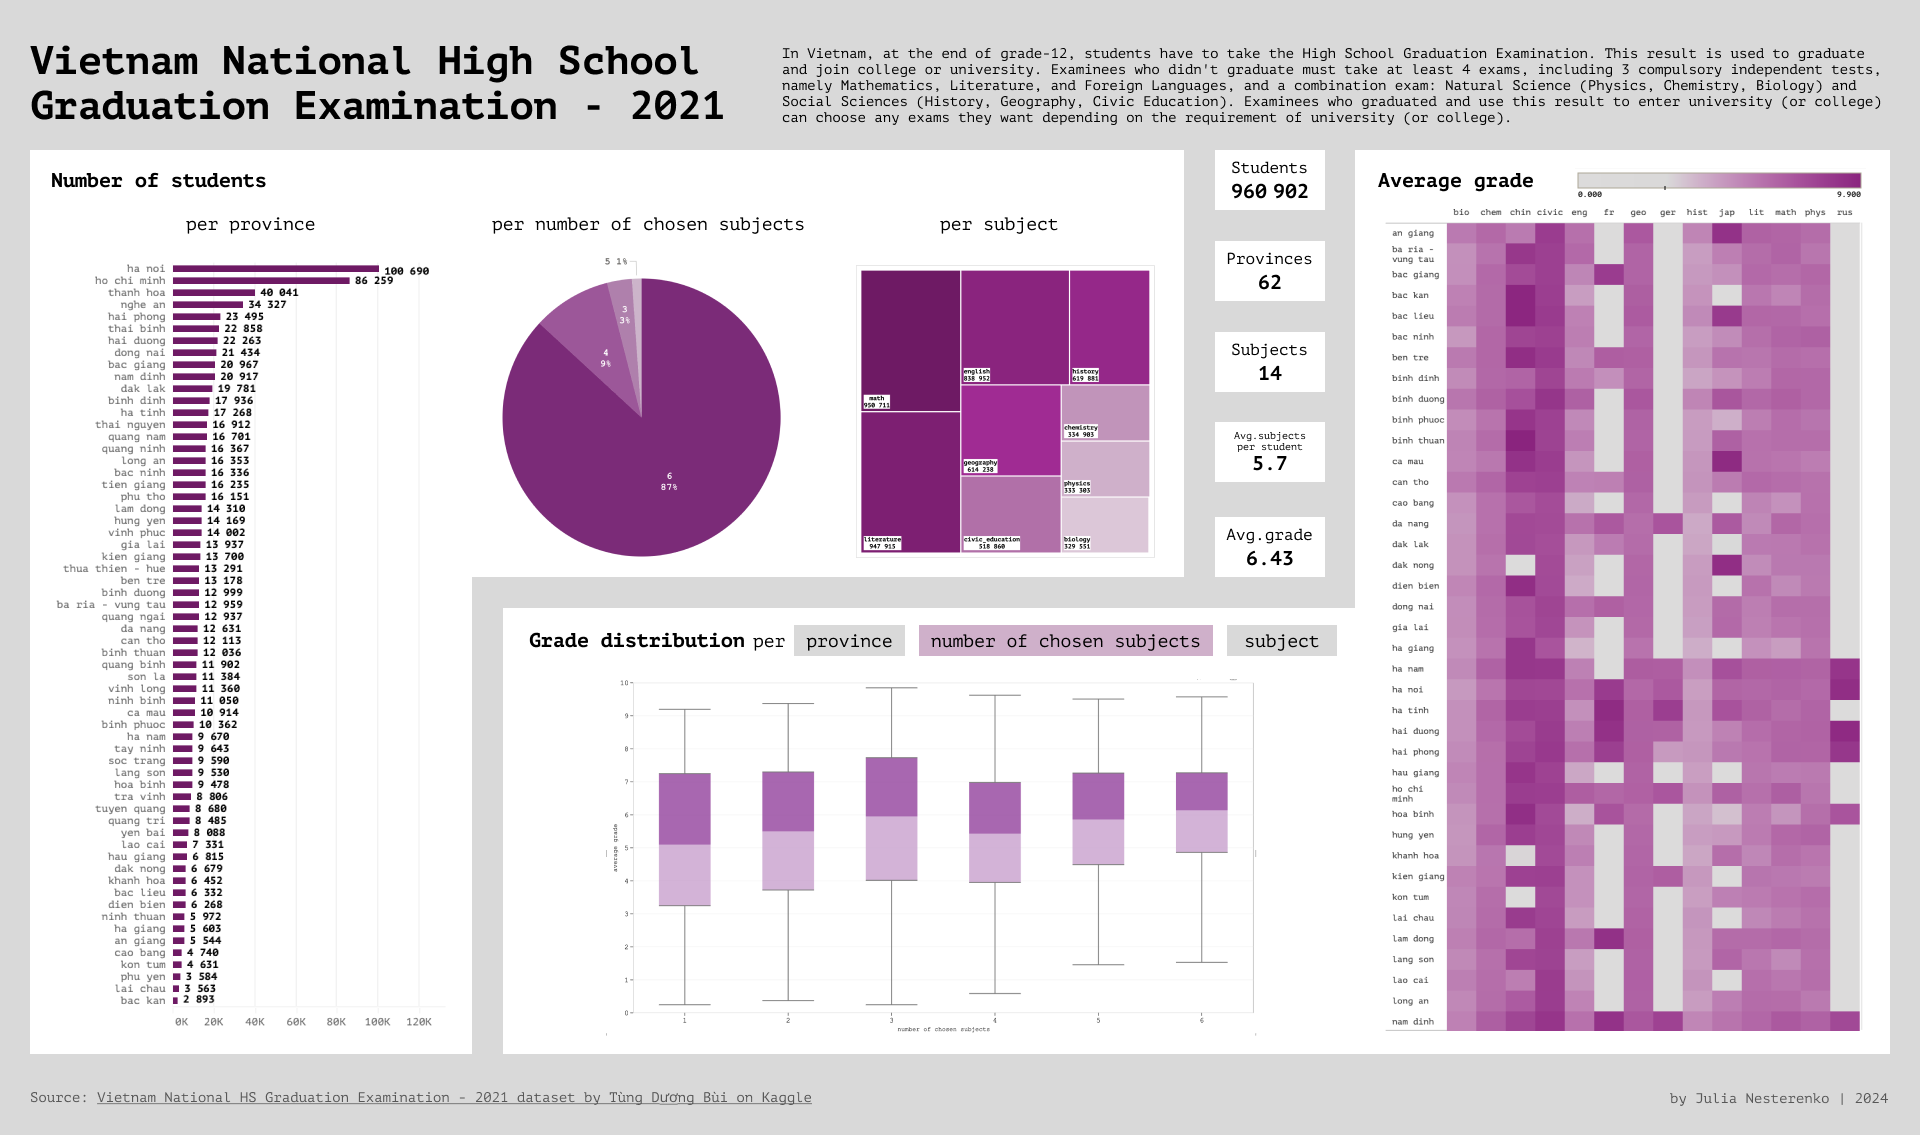 Vietnam National High School
Graduation Examination - 2021
In Vietnam, at the end of grade-12, students have to take the High School Graduation Examination. This result is used to graduate
and join college or university. Examinees who didn't graduate must take at least 4 exams, including 3 compulsory independent tests,
namely Mathematics, Literature, and Foreign Languages, and a combination exam: Natural Science (Physics, Chemistry, Biology) and
Social Sciences (History, Geography, Civic Education). Examinees who graduated and use this result to enter university (or college)
can choose any exams they want depending on the requirement of university (or college).
Number of students
per province
ha noi 100 690
ho chi minh 86 259
thanh hoa 40 041
nghe an 34 327
hai phong 23 495
thai binh 22 858
hai duong 22 263
dong nai 21 434
bac giang 20 967
nam dinh 20 917
dak lak 19 781
binh dinh 17 936
ha tinh 17 268
thai nguyen 16 912
quang nam 16 701
quang ninh 16 367
long an 16 353
bac ninh 16 336
tien giang 16 235
phu tho 16 151
lam dong 14 310
hung yen 14 169
vinh phuc 14 002
gia lai 13 937
kien giang 13 700
thua thien - hue 13 291
ben tre 13 178
binh duong 12 999
ba ria - vung tau 12 959
quang ngai 12 937
da nang 12 631
can tho 12 113
binh thuan 12 036
quang binh 11 902
son la 11 384
vinh long 11 360
ninh binh 11 050
ca mau 10 914
binh phuoc 10 362
ha nam 9 670
tay ninh 9 643
soc trang 9 590
lang son 9 530
hoa binh 9 478
tra vinh 8 806
tuyen quang 8 680
quang tri 8 485
yen bai 8 088
lao cai 7 331
hau giang 6 815
dak nong 6 679
khanh hoa 6 452
bac lieu 6 332
dien bien 6 268
ninh thuan 5 972
ha giang 5 603
an giang 5 544
cao bang 4 740
kon tum 4 631
phu yen 3 584
lai chau 3 563
bac kan 2 893
0K 20K 40K 60K 80K 100K 120K
per number of chosen subjects
5 1%
3
3%
4
9%
6
87%
per subject
math
950 711
literature
947 915
english
838 952
history
619 881
geography
614 238
civic_education
518 860
chemistry
334 903
physics
333 303
biology
329 551
Students
960 902
Provinces
62
Subjects
14
Avg.subjects
per student
5.7
Avg.grade
6.43
Grade distribution per province number of chosen subjects subject
average grade
10
9
8
7
6
5
4
3
2
1
0
1 2 3 4 5 6
number of chosen subjects
Average grade
0.000 9.900
bio chem chin civic eng fr geo ger hist jap lit math phys rus
an giang
ba ria -
vung tau
bac giang
bac kan
bac lieu
bac ninh
ben tre
binh dinh
binh duong
binh phuoc
binh thuan
ca mau
can tho
cao bang
da nang
dak lak
dak nong
dien bien
dong nai
gia lai
ha giang
ha nam
ha noi
ha tinh
hai duong
hai phong
hau giang
ho chi
minh
hoa binh
hung yen
khanh hoa
kien giang
kon tum
lai chau
lam dong
lang son
lao cai
long an
nam dinh
Source: Vietnam National HS Graduation Examination - 2021 dataset by Tùng Dương Bùi on Kaggle
by Julia Nesterenko | 2024